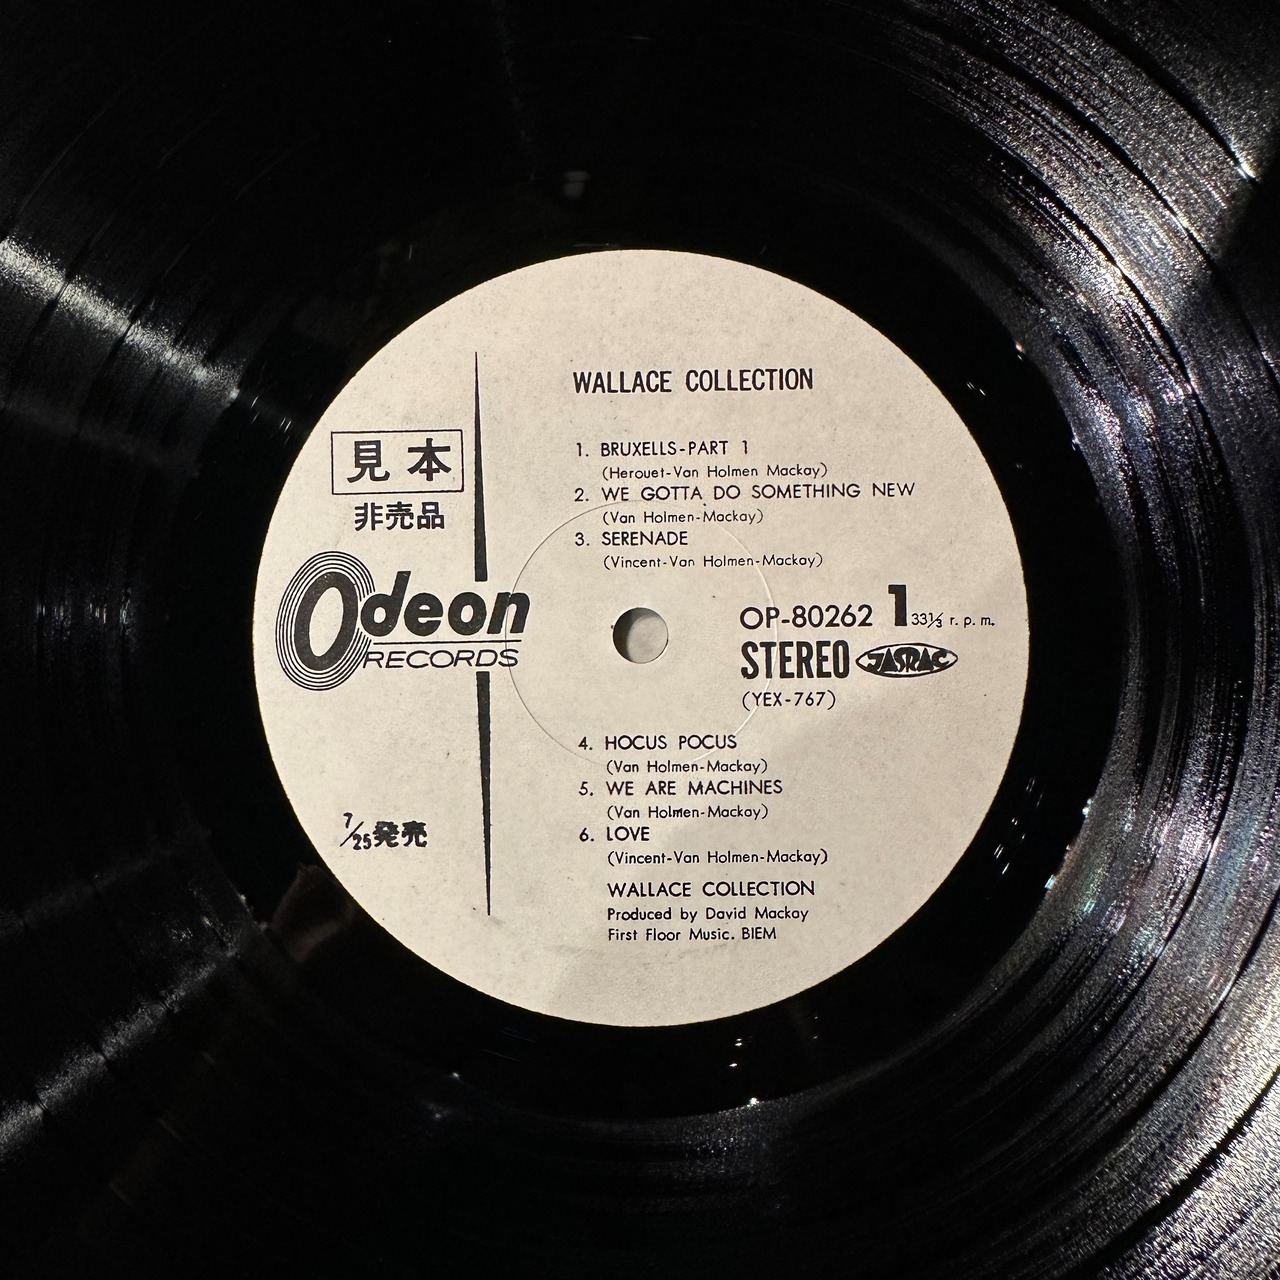 WALLACE COLLECTION
見本
非売品
1. BRUXELLS-PART 1
(Herouet-Van Holmen Mackay)
2. WE GOTTA DO SOMETHING NEW
(Van Holmen-Mackay)
3. SERENADE
(Vincent-Van Holmen-Mackay)
Odeon
RECORDS
OP-80262 1 33⅓ r. p. m.
STEREO JASRAC
(YEX-767)
4. HOCUS POCUS
(Van Holmen-Mackay)
5. WE ARE MACHINES
(Van Holmen-Mackay)
6. LOVE
(Vincent-Van Holmen-Mackay)
7/25発売
WALLACE COLLECTION
Produced by David Mackay
First Floor Music. BIEM